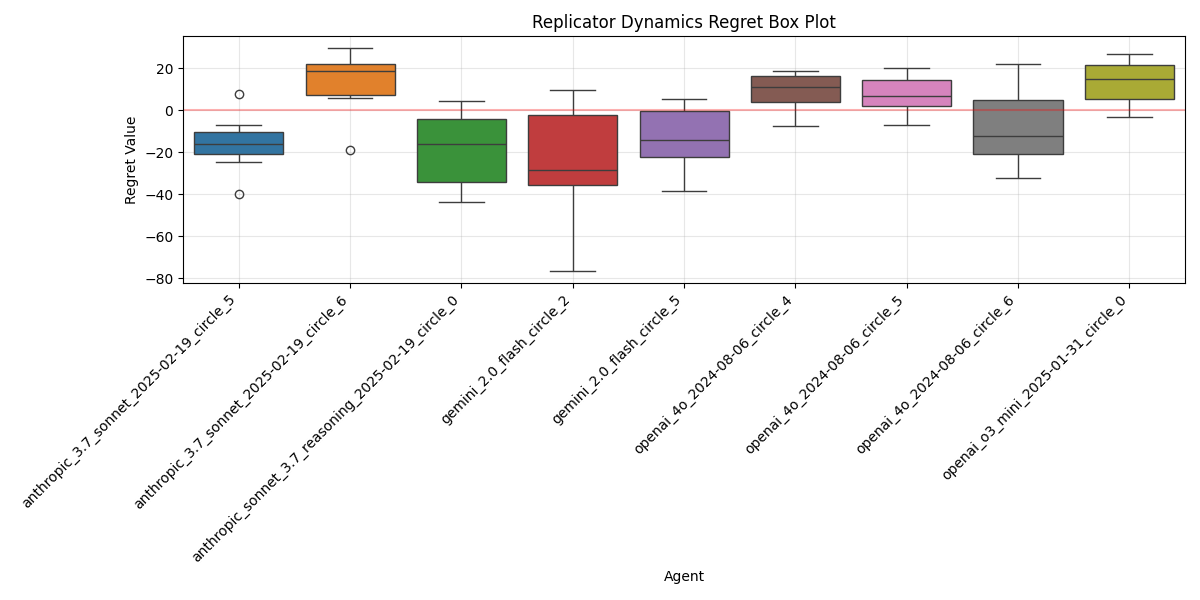 Replicator Dynamics Regret Box Plot
Regret Value
20
0
−20
−40
−60
−80
anthropic_3.7_sonnet_2025-02-19_circle_5
anthropic_3.7_sonnet_2025-02-19_circle_6
anthropic_sonnet_3.7_reasoning_2025-02-19_circle_0
gemini_2.0_flash_circle_2
gemini_2.0_flash_circle_5
openai_4o_2024-08-06_circle_4
openai_4o_2024-08-06_circle_5
openai_4o_2024-08-06_circle_6
openai_o3_mini_2025-01-31_circle_0
Agent